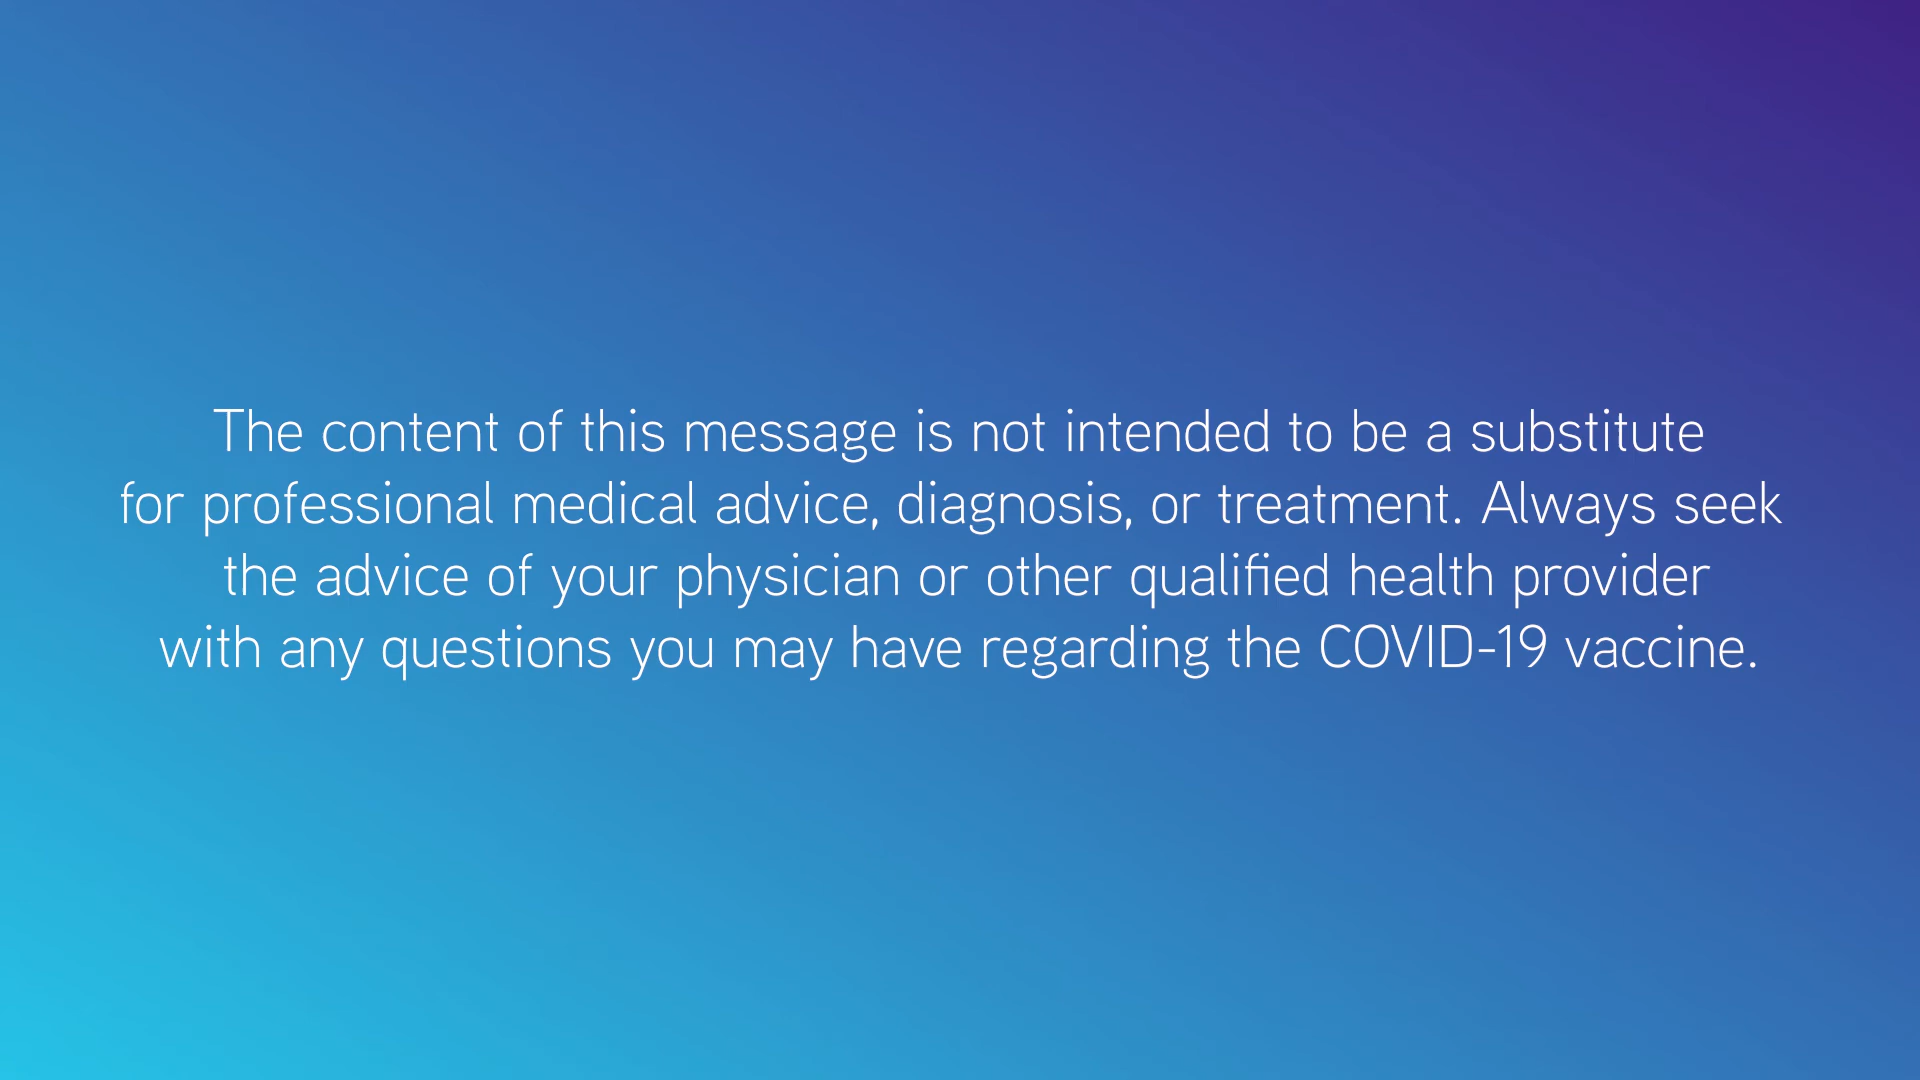 The content of this message is not intended to be a substitute
for professional medical advice, diagnosis, or treatment. Always seek
the advice of your physician or other qualified health provider
with any questions you may have regarding the COVID-19 vaccine.